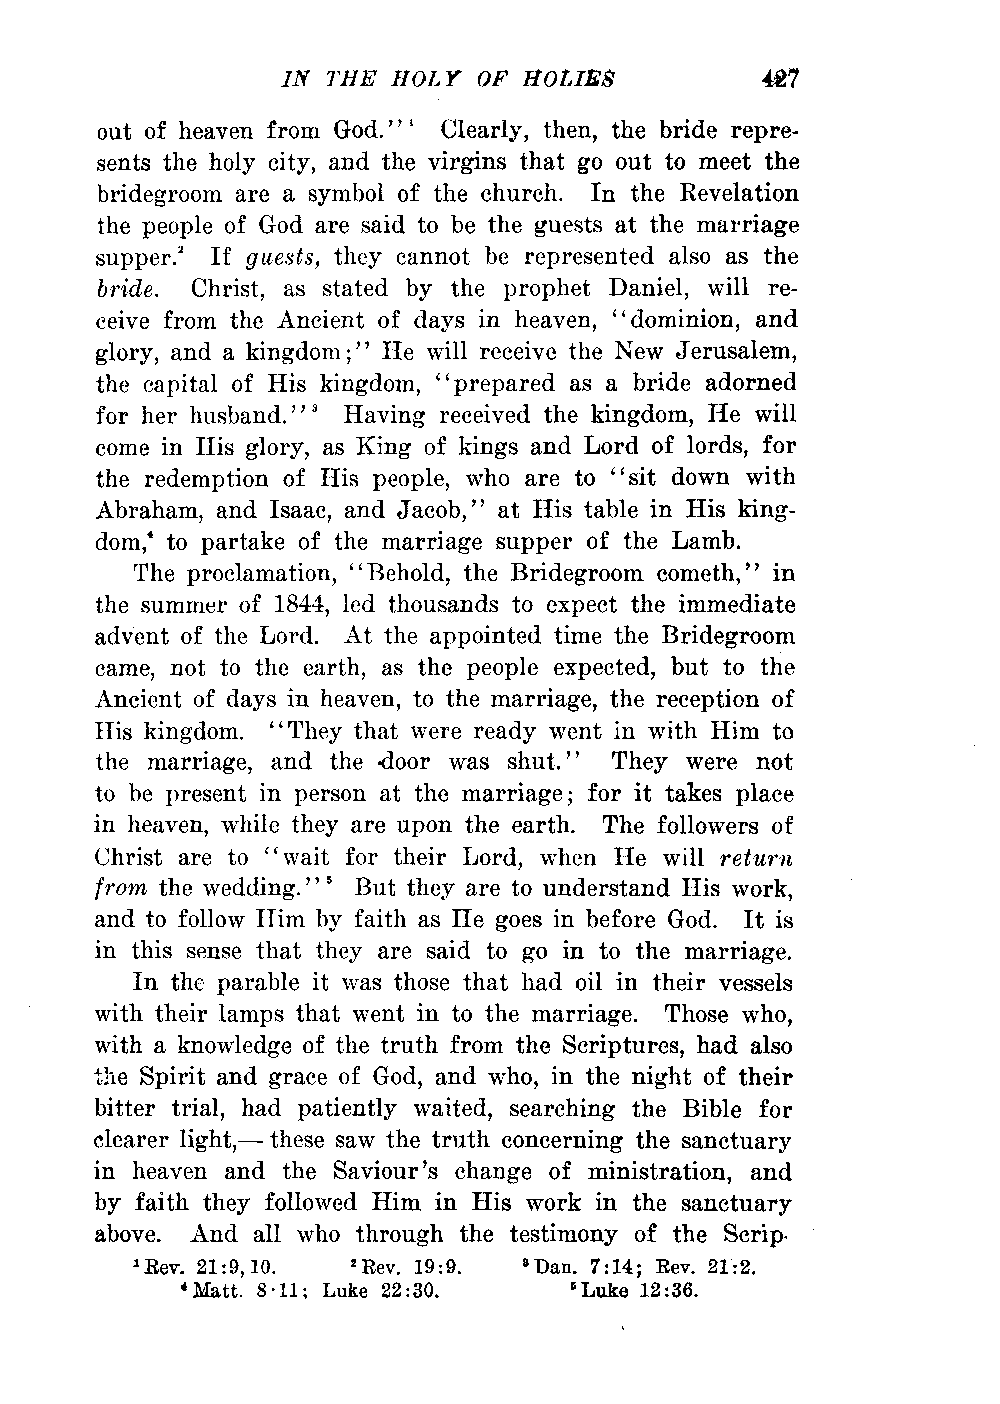 IN THE HOLY OF HOLIES 427
out of heaven from God.''¹ Clearly, then, the bride repre-
sents the holy city, and the virgins that go out to meet the
bridegroom are a symbol of the church. In the Revelation
the people of God are said to be the guests at the marriage
supper.² If guests, they cannot be represented also as the
bride. Christ, as stated by the prophet Daniel, will re-
ceive from the Ancient of days in heaven, ''dominion, and
glory, and a kingdom;'' He will receive the New Jerusalem,
the capital of His kingdom, ''prepared as a bride adorned
for her husband.''³ Having received the kingdom, He will
come in His glory, as King of kings and Lord of lords, for
the redemption of His people, who are to ''sit down with
Abraham, and Isaac, and Jacob,'' at His table in His king-
dom,⁴ to partake of the marriage supper of the Lamb.
The proclamation, ''Behold, the Bridegroom cometh,'' in
the summer of 1844, led thousands to expect the immediate
advent of the Lord. At the appointed time the Bridegroom
came, not to the earth, as the people expected, but to the
Ancient of days in heaven, to the marriage, the reception of
His kingdom. ''They that were ready went in with Him to
the marriage, and the door was shut.'' They were not
to be present in person at the marriage; for it takes place
in heaven, while they are upon the earth. The followers of
Christ are to ''wait for their Lord, when He will return
from the wedding.''⁵ But they are to understand His work,
and to follow Him by faith as He goes in before God. It is
in this sense that they are said to go in to the marriage.
In the parable it was those that had oil in their vessels
with their lamps that went in to the marriage. Those who,
with a knowledge of the truth from the Scriptures, had also
the Spirit and grace of God, and who, in the night of their
bitter trial, had patiently waited, searching the Bible for
clearer light,— these saw the truth concerning the sanctuary
in heaven and the Saviour's change of ministration, and
by faith they followed Him in His work in the sanctuary
above. And all who through the testimony of the Scrip-
¹Rev. 21:9,10. ²Rev. 19:9. ³Dan. 7:14; Rev. 21:2.
⁴Matt. 8:11; Luke 22:30. ⁵Luke 12:36.